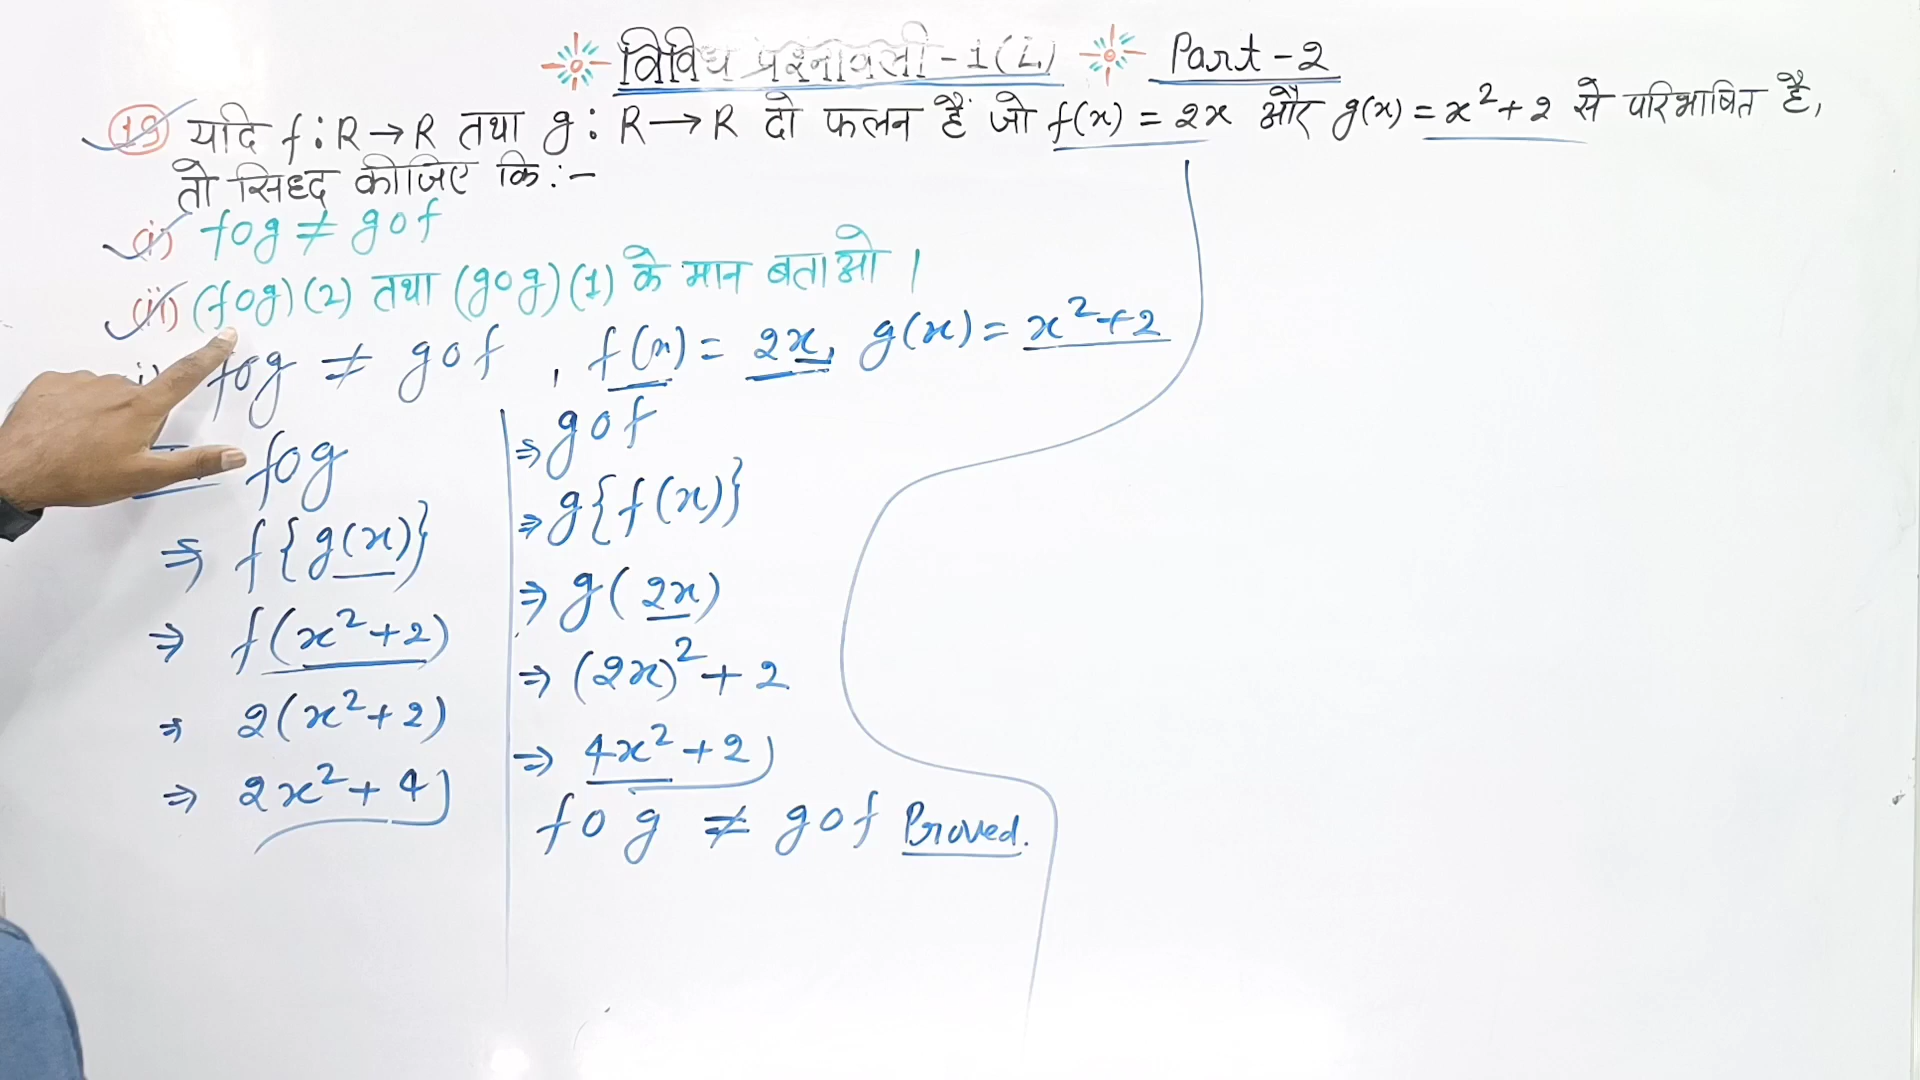 विविध प्रश्नावली - 1(L) Part - 2
19 यदि f : R → R तथा g : R → R दो फलन हैं जो f(x) = 2x और g(x) = x² + 2 से परिभाषित है,
तो सिध्द कीजिए कि :-
(i) fog ≠ gof
(ii) (fog)(2) तथा (gog)(1) के मान बताओ।
fog ≠ gof , f(x) = 2x, g(x) = x² + 2
fog
⇒ f{g(x)}
⇒ f(x² + 2)
⇒ 2(x² + 2)
⇒ 2x² + 4
⇒ gof
⇒ g{f(x)}
⇒ g(2x)
⇒ (2x)² + 2
⇒ 4x² + 2
fog ≠ gof Proved.